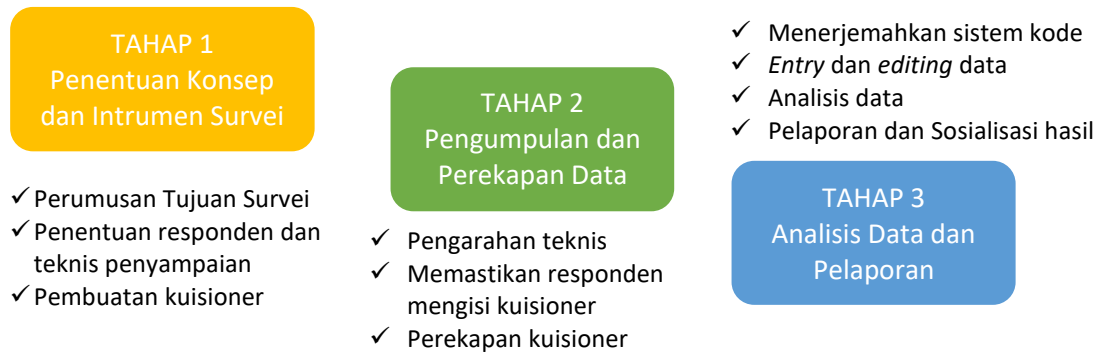 TAHAP 1
Penentuan Konsep
dan Intrumen Survei
✓ Perumusan Tujuan Survei
✓ Penentuan responden dan
teknis penyampaian
✓ Pembuatan kuisioner
TAHAP 2
Pengumpulan dan
Perekapan Data
✓ Pengarahan teknis
✓ Memastikan responden
mengisi kuisioner
✓ Perekapan kuisioner
✓ Menerjemahkan sistem kode
✓ Entry dan editing data
✓ Analisis data
✓ Pelaporan dan Sosialisasi hasil
TAHAP 3
Analisis Data dan
Pelaporan